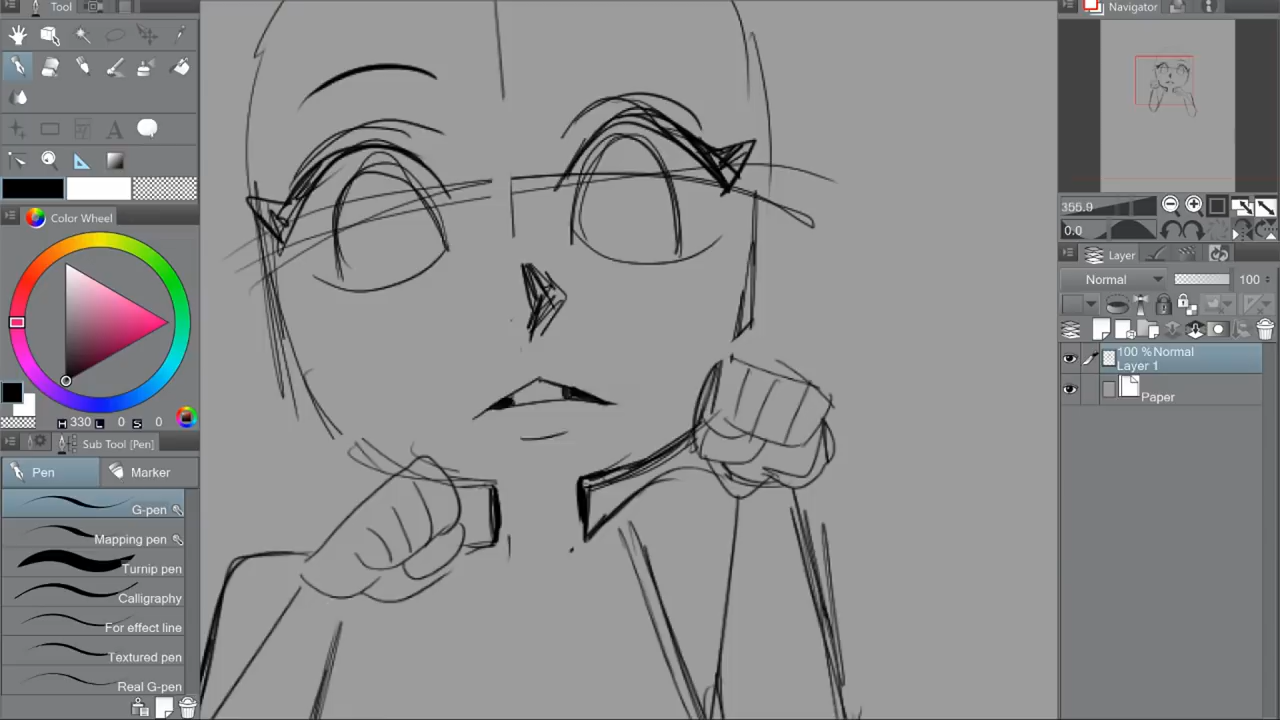 Tool
Color Wheel
H 330 L 0 S 0
Sub Tool [Pen]
Pen
Marker
G-pen
Mapping pen
Turnip pen
Calligraphy
For effect line
Textured pen
Real G-pen
Navigator
355.9
0.0
Layer
Normal
100
100 % Normal
Layer 1
Paper